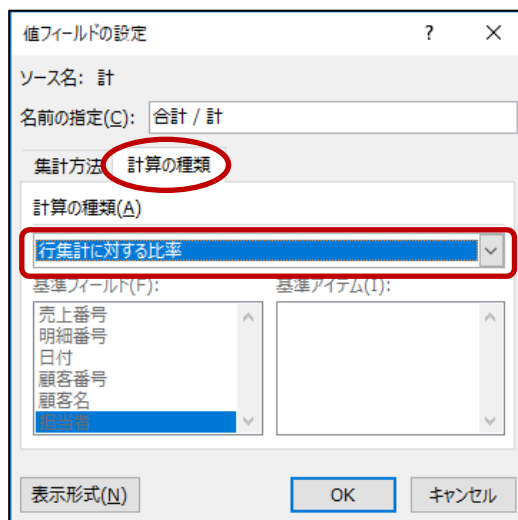 値フィールドの設定 ? ×
ソース名: 計
名前の指定(C): 合計 / 計
集計方法 計算の種類
計算の種類(A)
行集計に対する比率
基準フィールド(F): 基準アイテム(I):
売上番号
明細番号
日付
顧客番号
顧客名
担当者
表示形式(N) OK キャンセル